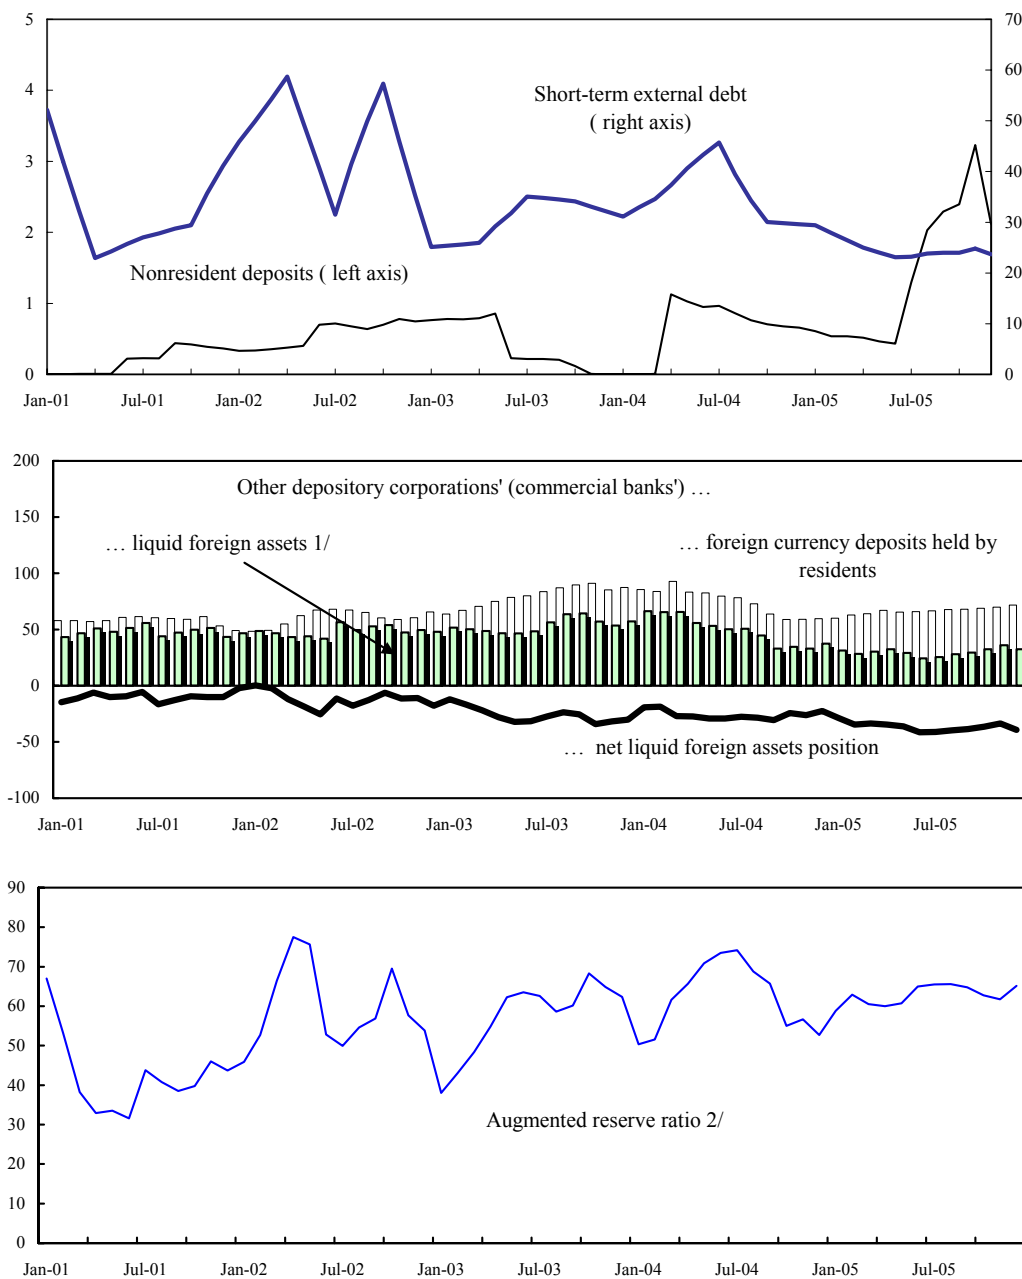 5
4
3
2
1
0
70
60
50
40
30
20
10
0
Short-term external debt
( right axis)
Nonresident deposits ( left axis)
Jan-01 Jul-01 Jan-02 Jul-02 Jan-03 Jul-03 Jan-04 Jul-04 Jan-05 Jul-05
200
150
100
50
0
-50
-100
Other depository corporations' (commercial banks') …
… liquid foreign assets 1/
… foreign currency deposits held by
residents
… net liquid foreign assets position
Jan-01 Jul-01 Jan-02 Jul-02 Jan-03 Jul-03 Jan-04 Jul-04 Jan-05 Jul-05
90
80
70
60
50
40
30
20
10
0
Augmented reserve ratio 2/
Jan-01 Jul-01 Jan-02 Jul-02 Jan-03 Jul-03 Jan-04 Jul-04 Jan-05 Jul-05